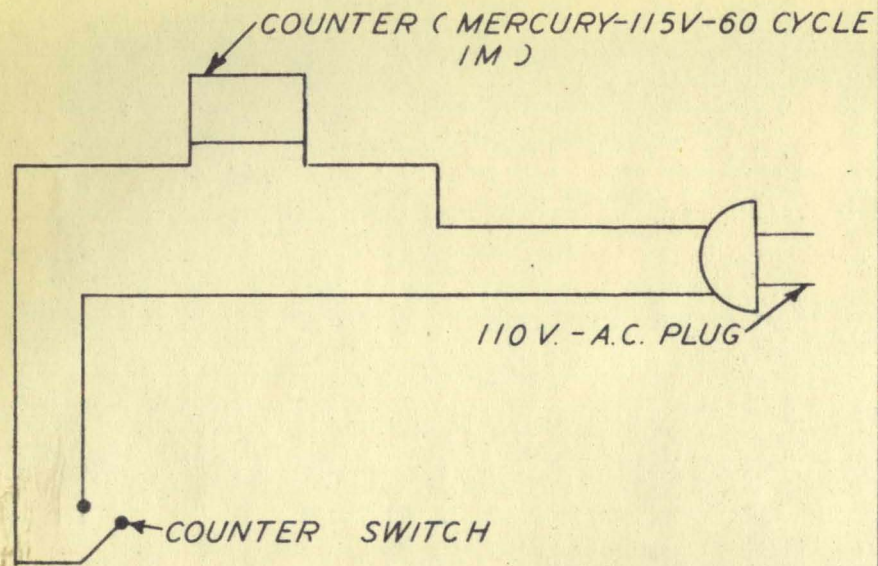 COUNTER ( MERCURY-115V-60 CYCLE
1M )
110 V. - A.C. PLUG
COUNTER SWITCH